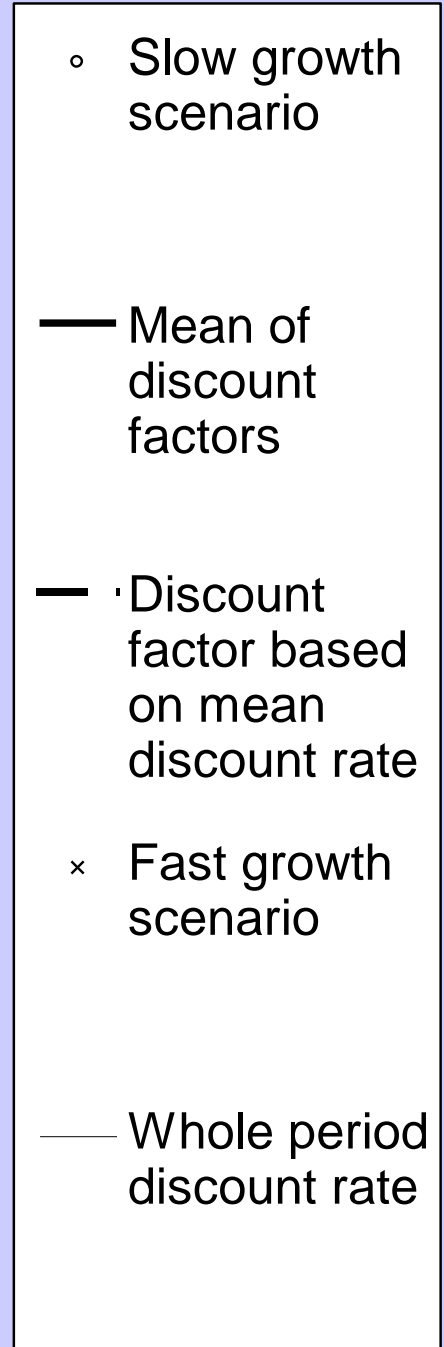 Slow growth
scenario
Mean of
discount
factors
Discount
factor based
on mean
discount rate
Fast growth
scenario
Whole period
discount rate